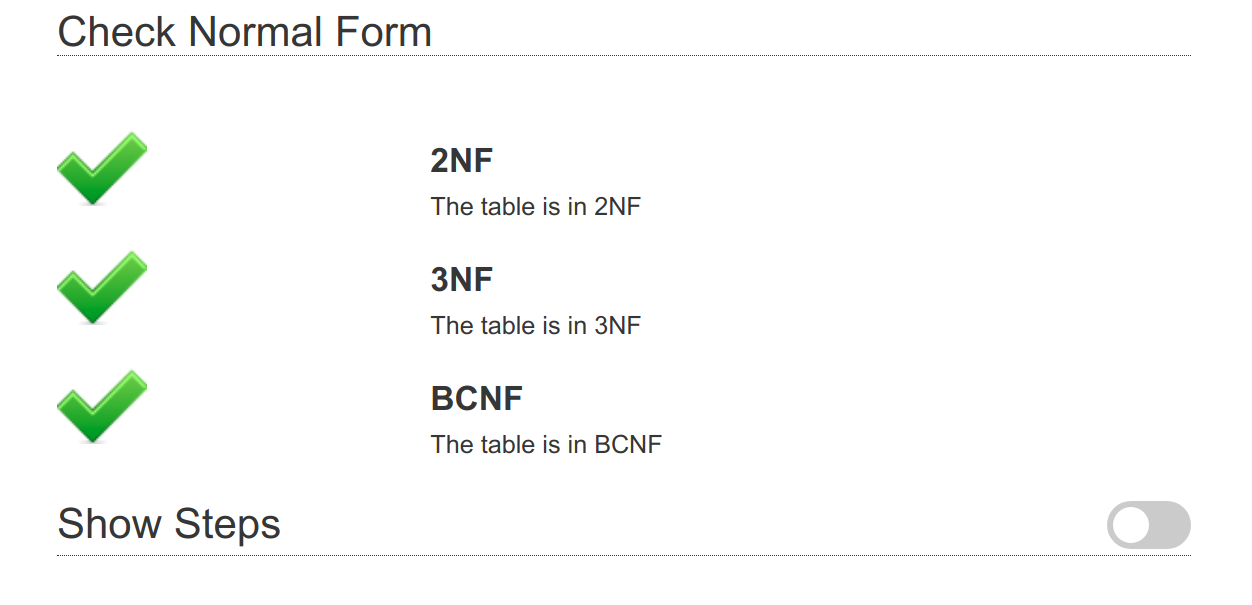 Check Normal Form
2NF
The table is in 2NF
3NF
The table is in 3NF
BCNF
The table is in BCNF
Show Steps